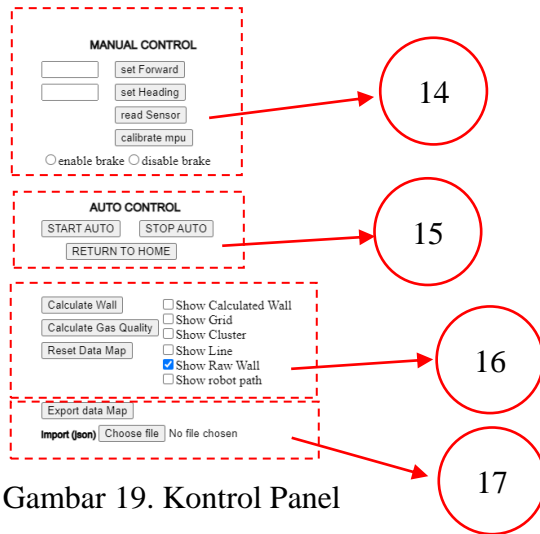 MANUAL CONTROL
set Forward
set Heading
read Sensor
calibrate mpu
enable brake disable brake
14
AUTO CONTROL
START AUTO STOP AUTO
RETURN TO HOME
15
Calculate Wall Show Calculated Wall
Show Grid
Calculate Gas Quality Show Cluster
Reset Data Map Show Line
Show Raw Wall
Show robot path
16
Export data Map
Import (json) Choose file No file chosen
17
Gambar 19. Kontrol Panel